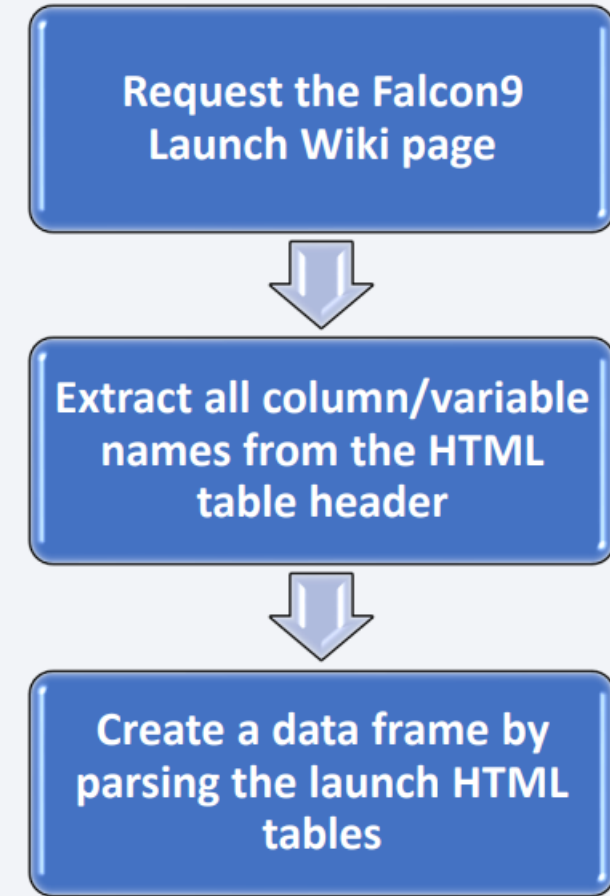 Request the Falcon9
Launch Wiki page
Extract all column/variable
names from the HTML
table header
Create a data frame by
parsing the launch HTML
tables